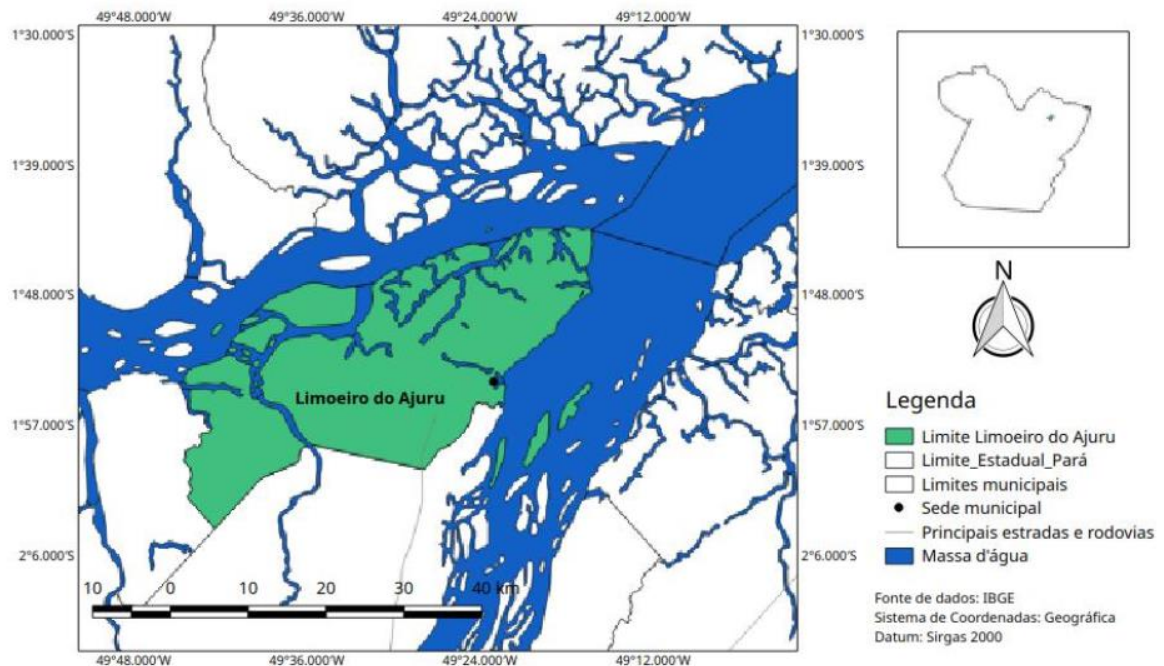 49°48.000'W 49°36.000'W 49°24.000'W 49°12.000'W
1°30.000'S 1°30.000'S
1°39.000'S 1°39.000'S
N
1°48.000'S 1°48.000'S
Limoeiro do Ajuru
Legenda
1°57.000'S 1°57.000'S
Limite Limoeiro do Ajuru
Limite_Estadual_Pará
Limites municipais
Sede municipal
Principais estradas e rodovias
2°6.000'S 2°6.000'S
Massa d'água
10 0 10 20 30 40 km
Fonte de dados: IBGE
Sistema de Coordenadas: Geográfica
Datum: Sirgas 2000
49°48.000'W 49°36.000'W 49°24.000'W 49°12.000'W